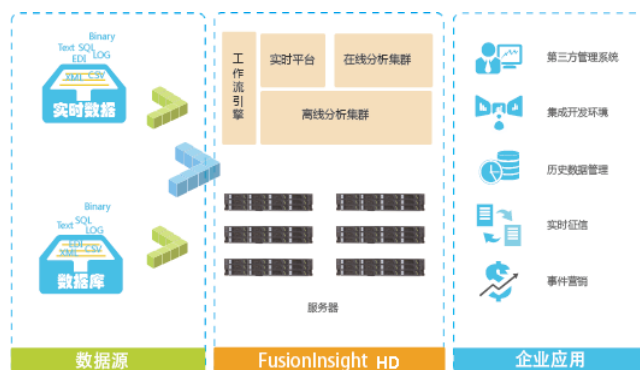 Binary
Text SQL
EDI LOG
XML CSV
实时数据
Binary
Text SQL
LOG
EDI
XML CSV
数据库
数据源
工作流引擎
实时平台
在线分析集群
离线分析集群
服务器
FusionInsight HD
第三方管理系统
集成开发环境
历史数据管理
实时征信
事件营销
企业应用